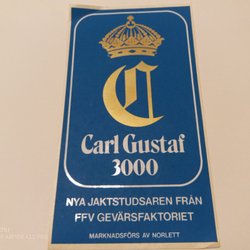 C
Carl Gustaf
3000
NYA JAKTSTUDSAREN FRÅN
FFV GEVÄRSFAKTORIET
MARKNADSFÖRS AV NORLETT